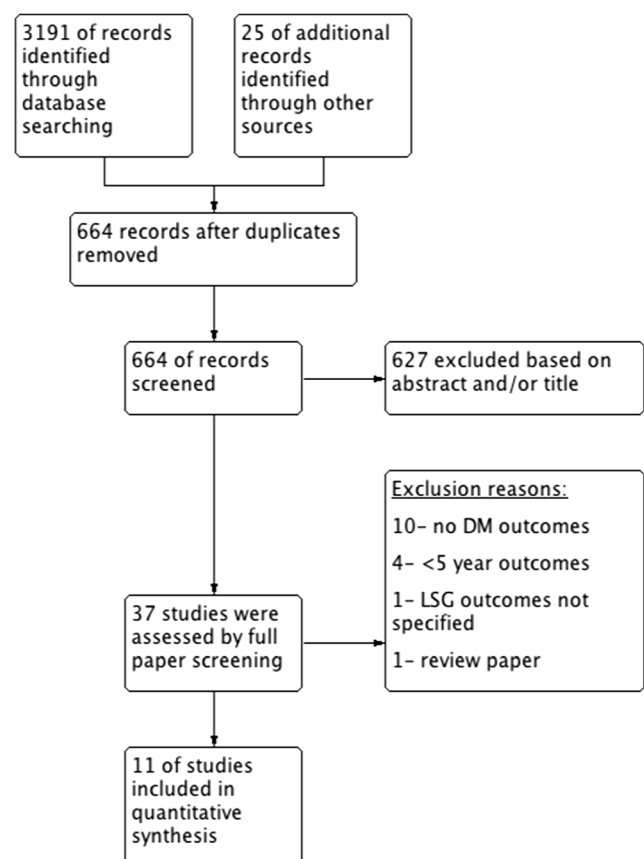 3191 of records
identified
through
database
searching
25 of additional
records
identified
through other
sources
664 records after duplicates
removed
664 of records
screened
627 excluded based on
abstract and/or title
Exclusion reasons:
10– no DM outcomes
4– <5 year outcomes
1– LSG outcomes not
specified
1– review paper
37 studies were
assessed by full
paper screening
11 of studies
included in
quantitative
synthesis